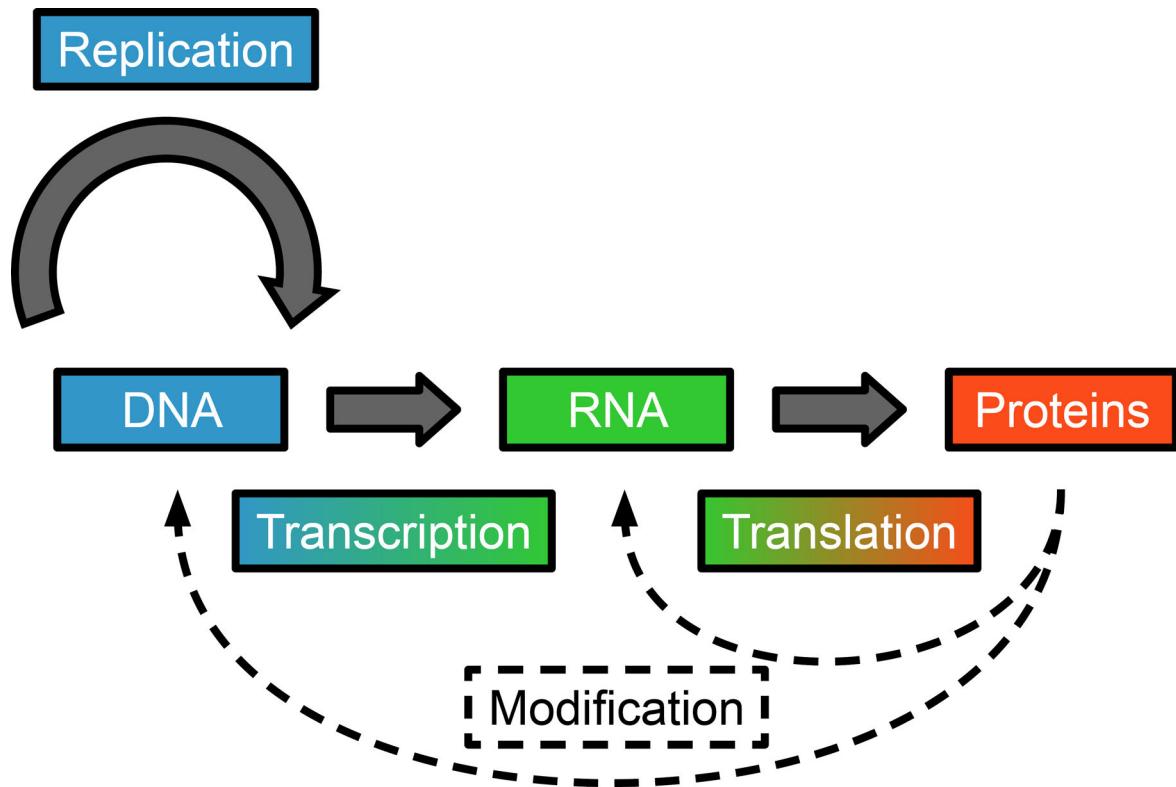 Replication
DNA
RNA
Proteins
Transcription
Translation
Modification